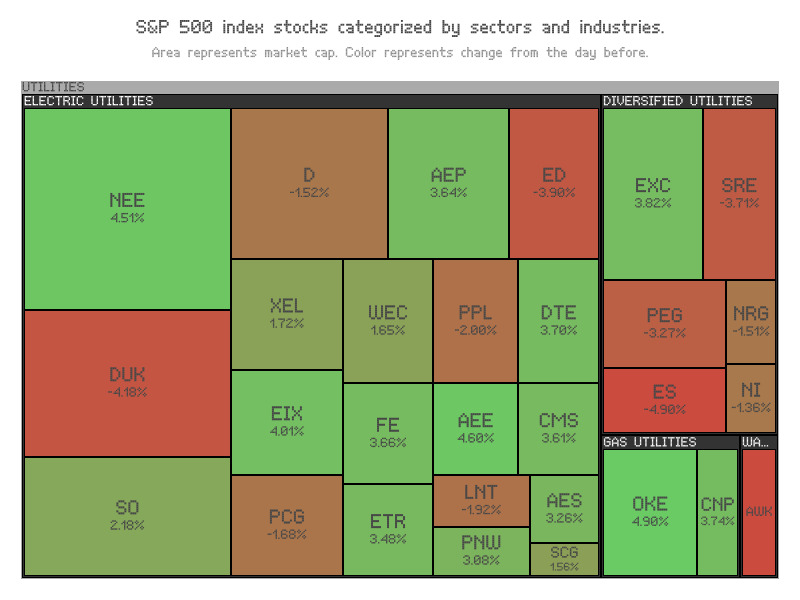 S&P 500 index stocks categorized by sectors and industries.
Area represents market cap. Color represents change from the day before.
UTILITIES
ELECTRIC UTILITIES
NEE
4.51%
DUK
-4.18%
SO
2.18%
D
-1.52%
AEP
3.64%
ED
-3.90%
XEL
1.72%
WEC
1.65%
PPL
-2.00%
DTE
3.70%
EIX
4.01%
FE
3.66%
AEE
4.60%
CMS
3.61%
PCG
-1.68%
ETR
3.48%
LNT
-1.92%
AES
3.26%
PNW
3.08%
SCG
1.56%
DIVERSIFIED UTILITIES
EXC
3.82%
SRE
-3.71%
PEG
-3.27%
NRG
-1.51%
ES
-4.90%
NI
-1.36%
GAS UTILITIES
OKE
4.90%
CNP
3.74%
WA...
AWK